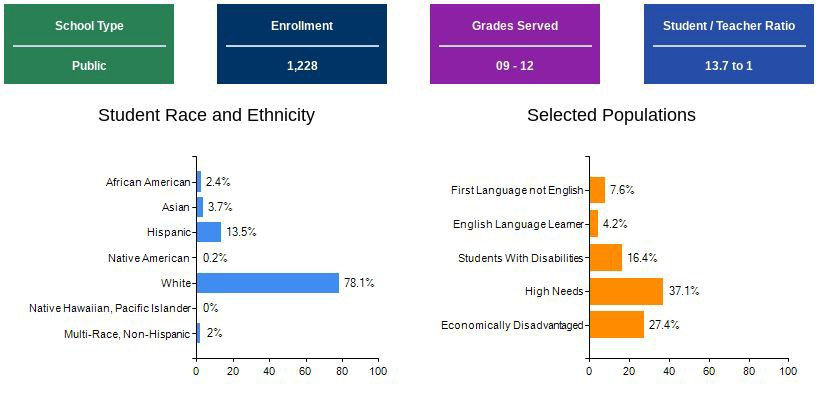 School Type
Public
Enrollment
1,228
Grades Served
09 - 12
Student / Teacher Ratio
13.7 to 1
Student Race and Ethnicity
African American 2.4%
Asian 3.7%
Hispanic 13.5%
Native American 0.2%
White 78.1%
Native Hawaiian, Pacific Islander 0%
Multi-Race, Non-Hispanic 2%
0 20 40 60 80 100
Selected Populations
First Language not English 7.6%
English Language Learner 4.2%
Students With Disabilities 16.4%
High Needs 37.1%
Economically Disadvantaged 27.4%
0 20 40 60 80 100